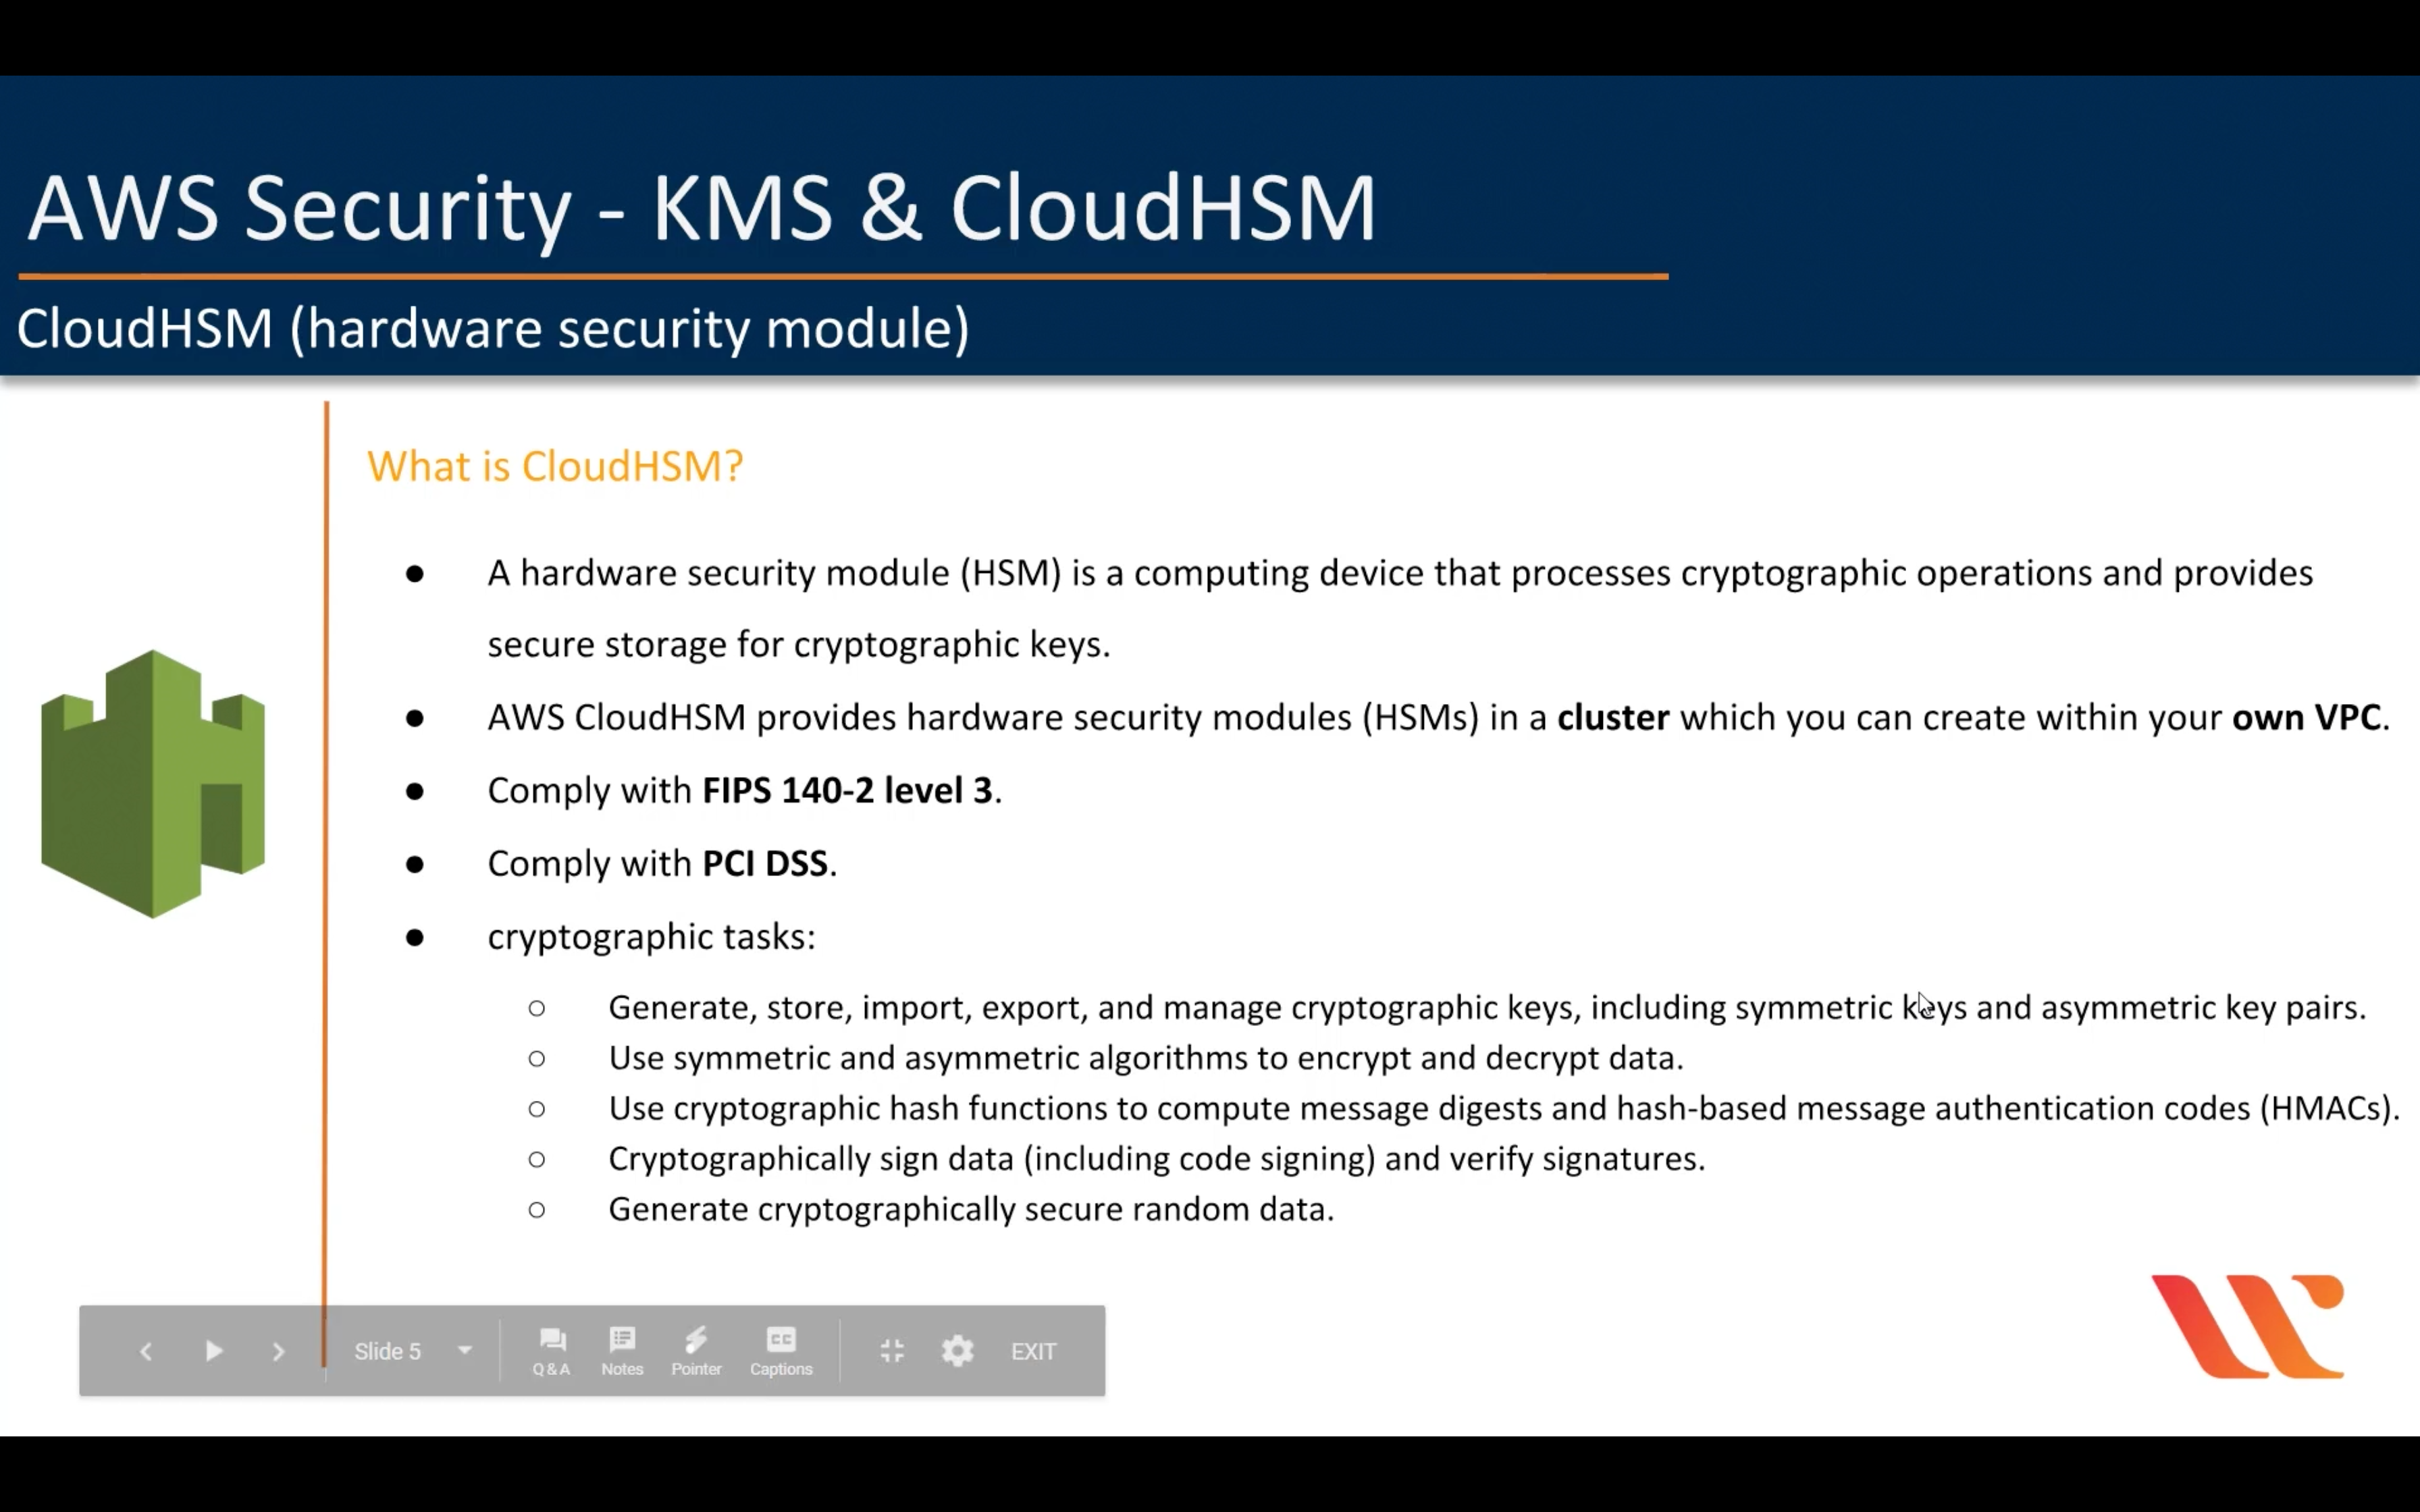 AWS Security - KMS & CloudHSM
CloudHSM (hardware security module)
What is CloudHSM?
● A hardware security module (HSM) is a computing device that processes cryptographic operations and provides
secure storage for cryptographic keys.
● AWS CloudHSM provides hardware security modules (HSMs) in a cluster which you can create within your own VPC.
● Comply with FIPS 140-2 level 3.
● Comply with PCI DSS.
● cryptographic tasks:
○ Generate, store, import, export, and manage cryptographic keys, including symmetric keys and asymmetric key pairs.
○ Use symmetric and asymmetric algorithms to encrypt and decrypt data.
○ Use cryptographic hash functions to compute message digests and hash-based message authentication codes (HMACs).
○ Cryptographically sign data (including code signing) and verify signatures.
○ Generate cryptographically secure random data.
Slide 5
Q & A
Notes
Pointer
CC
Captions
EXIT